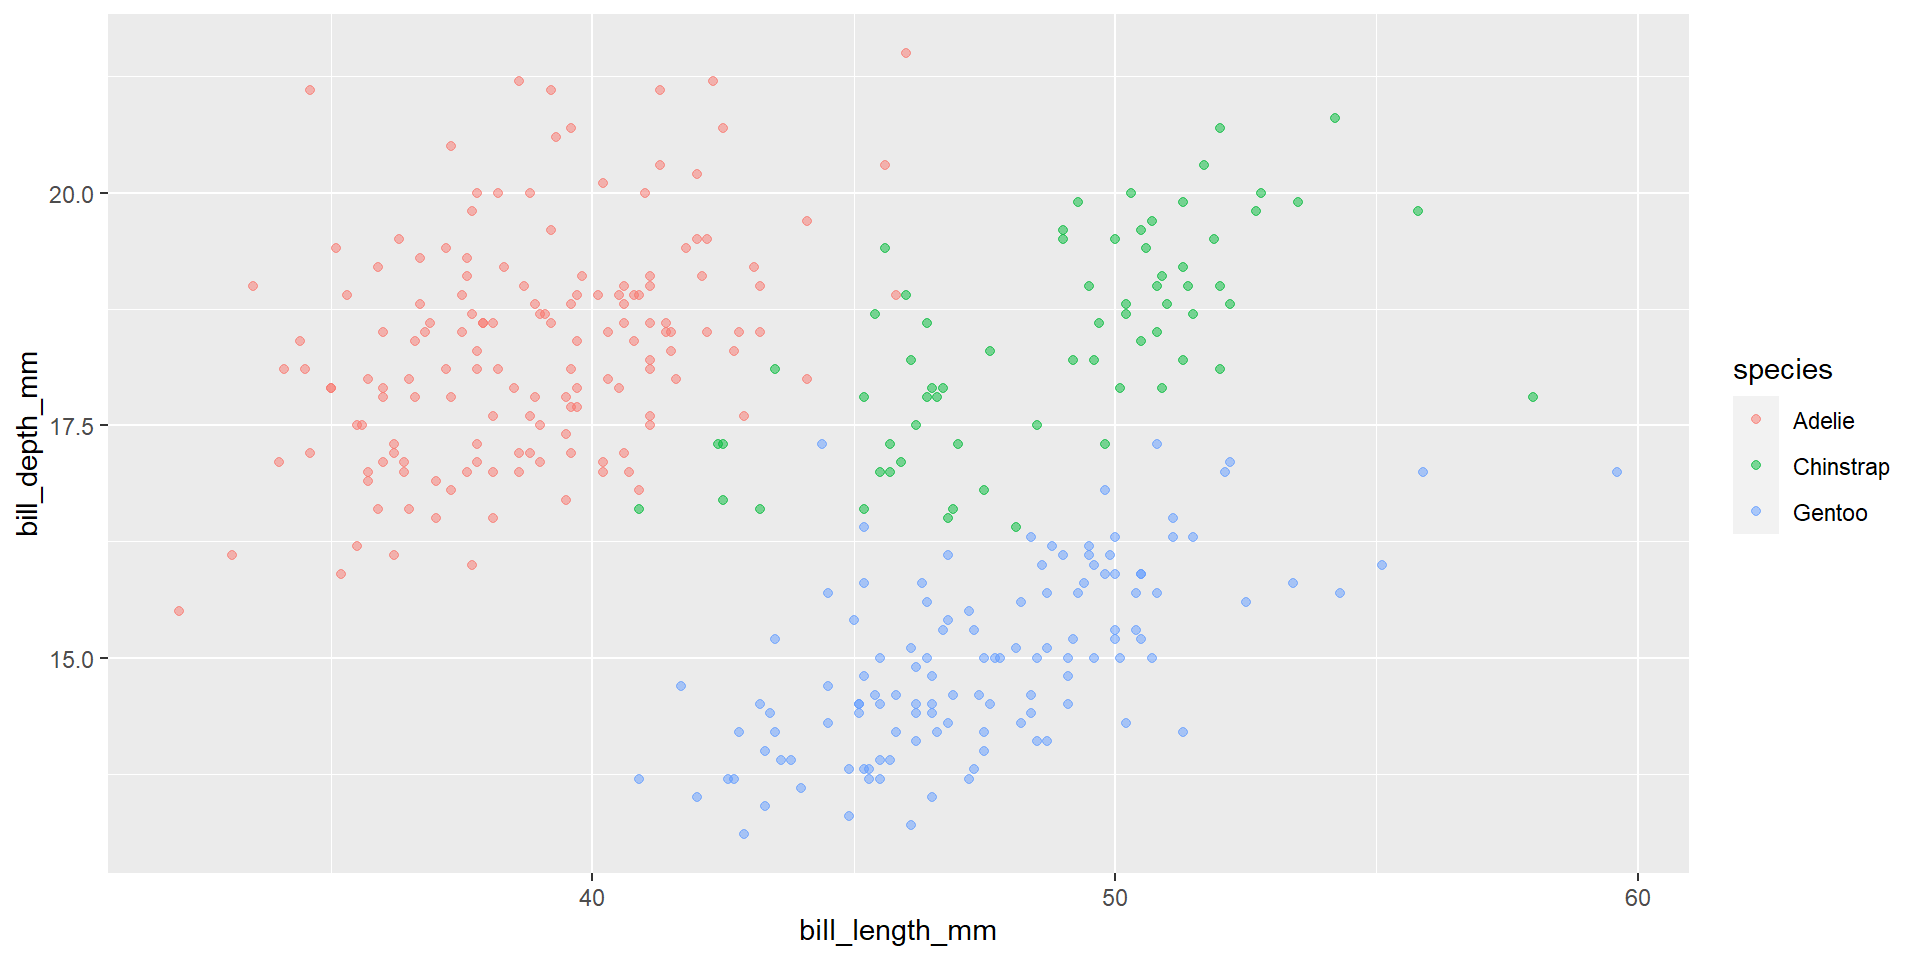 20.0
17.5
15.0
bill_depth_mm
40
50
60
bill_length_mm
species
Adelie
Chinstrap
Gentoo